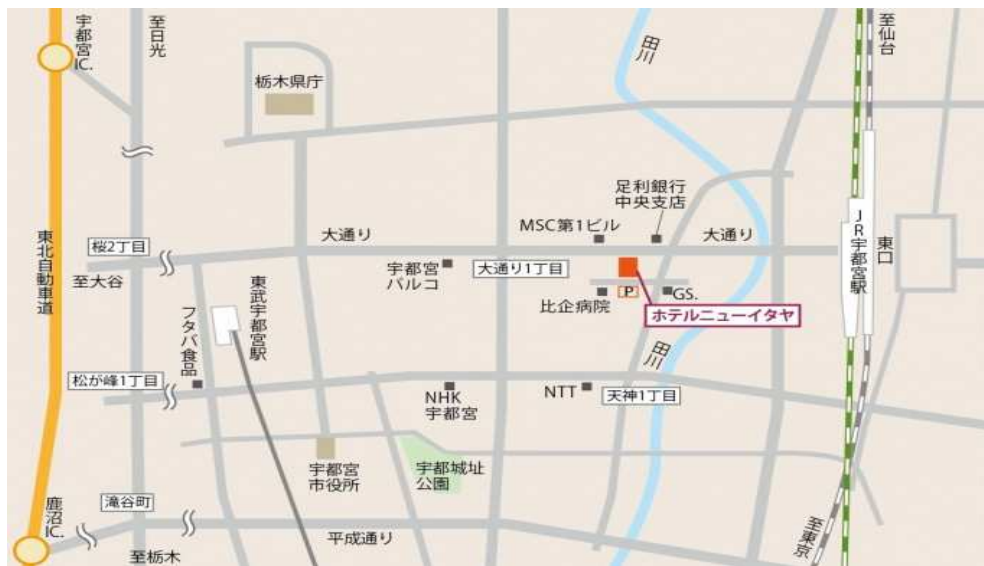 宇都宮
IC.
至日光
田川
至仙台
栃木県庁
足利銀行
中央支店
MSC第1ビル
桜2丁目
大通り
大通り
東北自動車道
至大谷
宇都宮
パルコ
大通り1丁目
JR宇都宮駅
東口
東武宇都宮駅
フタバ食品
比企病院
P
GS.
ホテルニューイタヤ
田川
松が峰1丁目
NHK
宇都宮
NTT
天神1丁目
宇都宮
市役所
宇都城址
公園
滝谷町
鹿沼
IC.
至栃木
平成通り
至東京